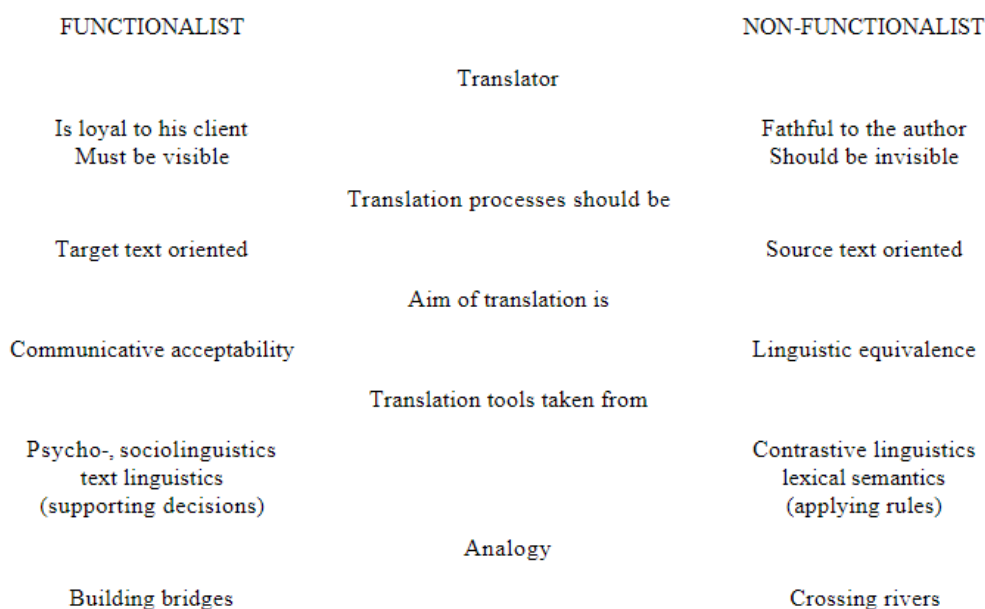 FUNCTIONALIST NON-FUNCTIONALIST
Translator
Is loyal to his client Fathful to the author
Must be visible Should be invisible
Translation processes should be
Target text oriented Source text oriented
Aim of translation is
Communicative acceptability Linguistic equivalence
Translation tools taken from
Psycho-, sociolinguistics Contrastive linguistics
text linguistics lexical semantics
(supporting decisions) (applying rules)
Analogy
Building bridges Crossing rivers